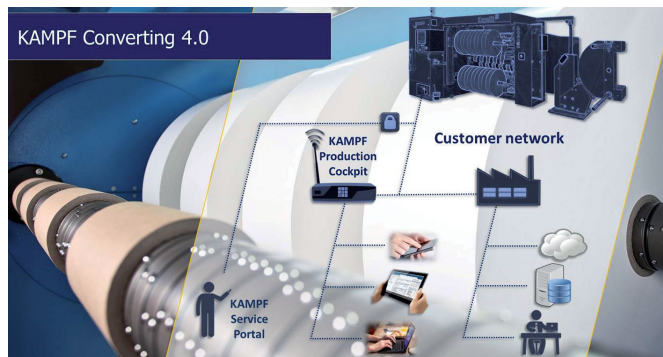 KAMPF Converting 4.0
KAMPF
Production
Cockpit
Customer network
KAMPF
Service
Portal